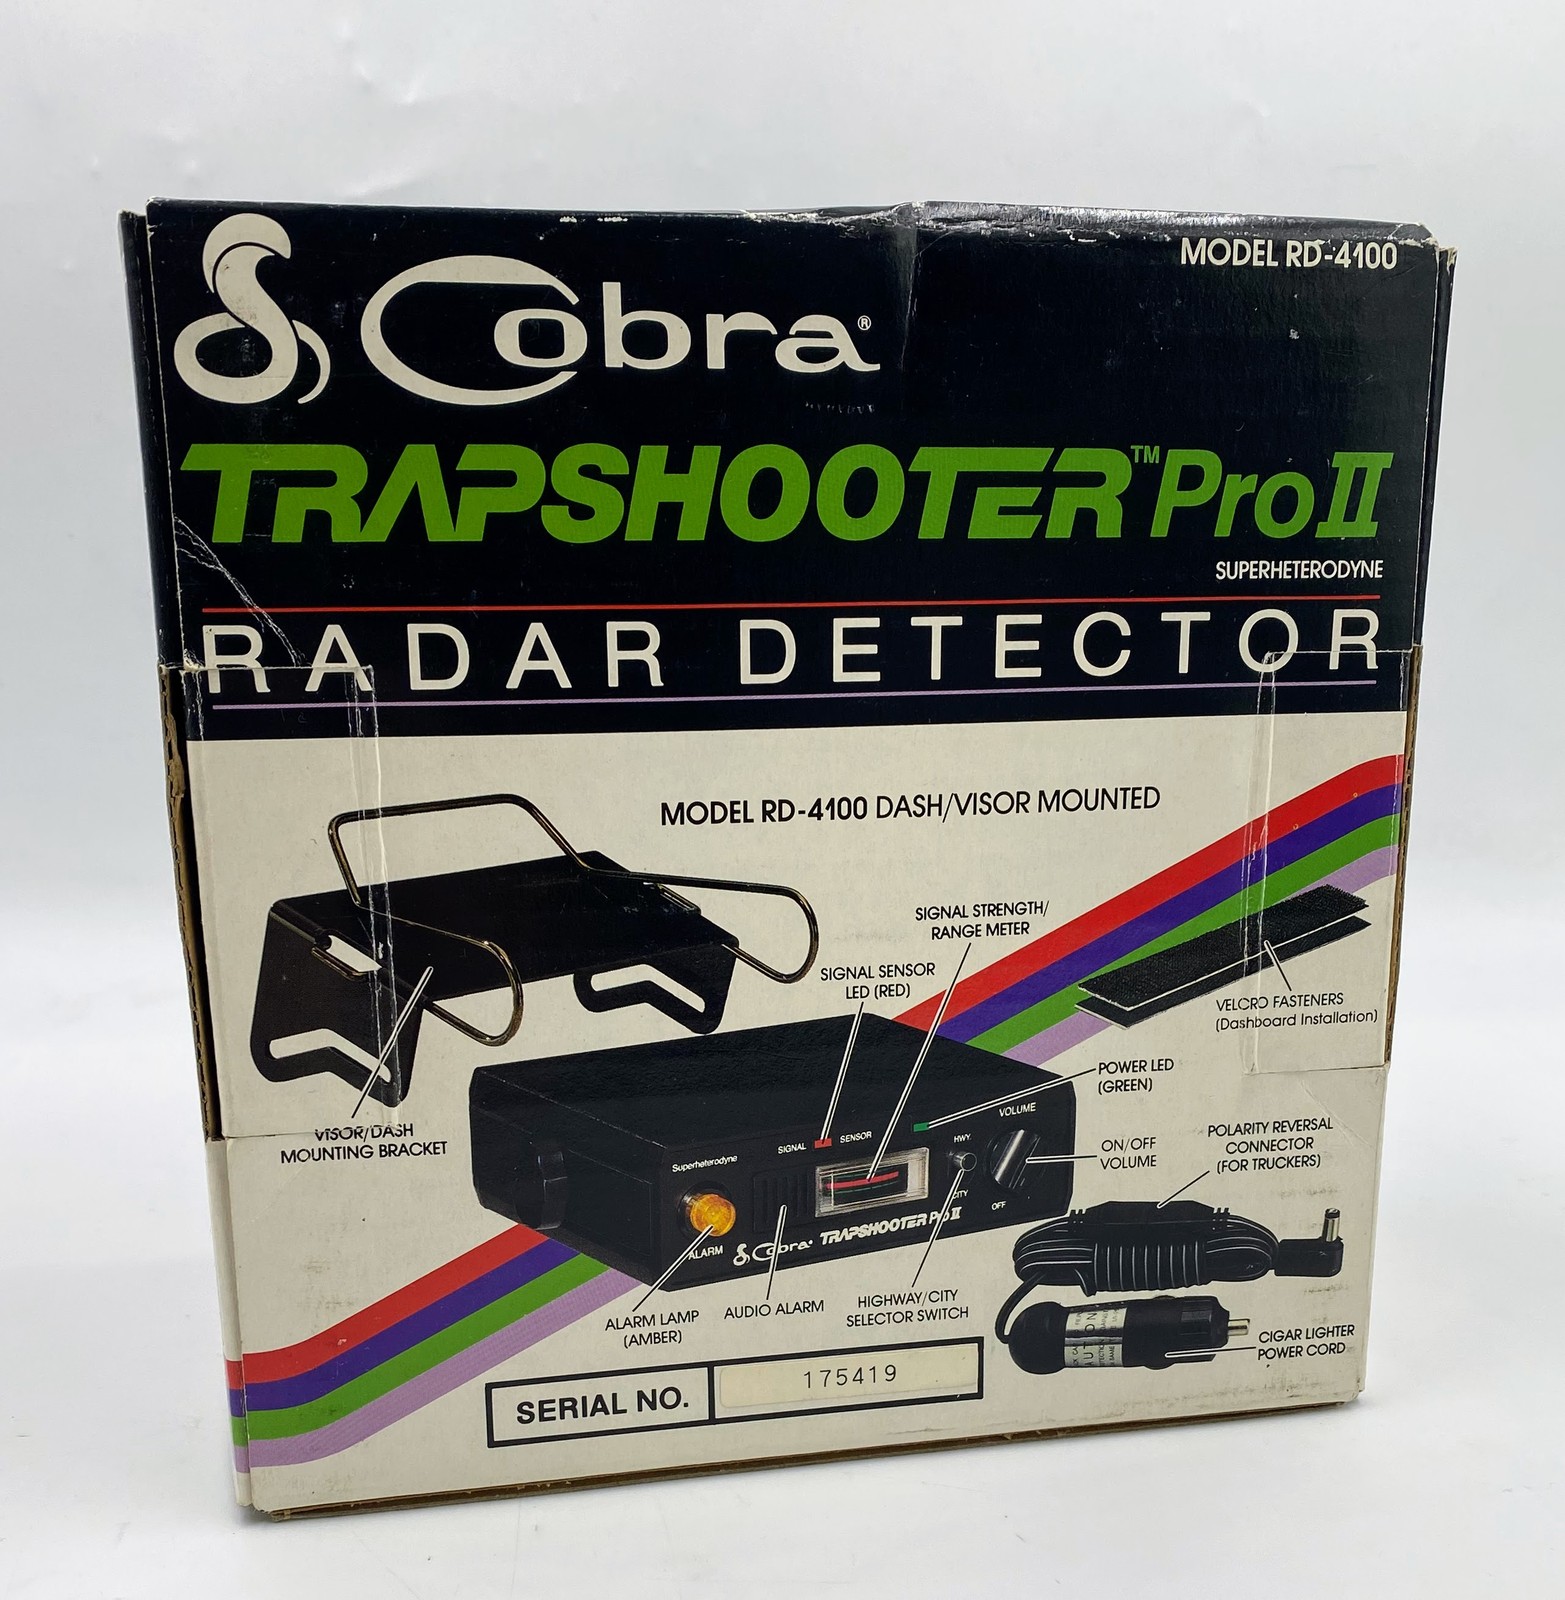 MODEL RD-4100
Cobra®
TRAPSHOOTER™ Pro II
SUPERHETERODYNE
RADAR DETECTOR
MODEL RD-4100 DASH/VISOR MOUNTED
SIGNAL STRENGTH/
RANGE METER
SIGNAL SENSOR
LED (RED)
VELCRO FASTENERS
(Dashboard Installation)
POWER LED
(GREEN)
VISOR/DASH
MOUNTING BRACKET
POLARITY REVERSAL
CONNECTOR
(FOR TRUCKERS)
ON/OFF
VOLUME
VOLUME
HWY.
CITY
OFF
SIGNAL
SENSOR
Superheterodyne
ALARM
Cobra® TRAPSHOOTER Pro II
ALARM LAMP
(AMBER)
AUDIO ALARM
HIGHWAY/CITY
SELECTOR SWITCH
CIGAR LIGHTER
POWER CORD
SERIAL NO.
175419